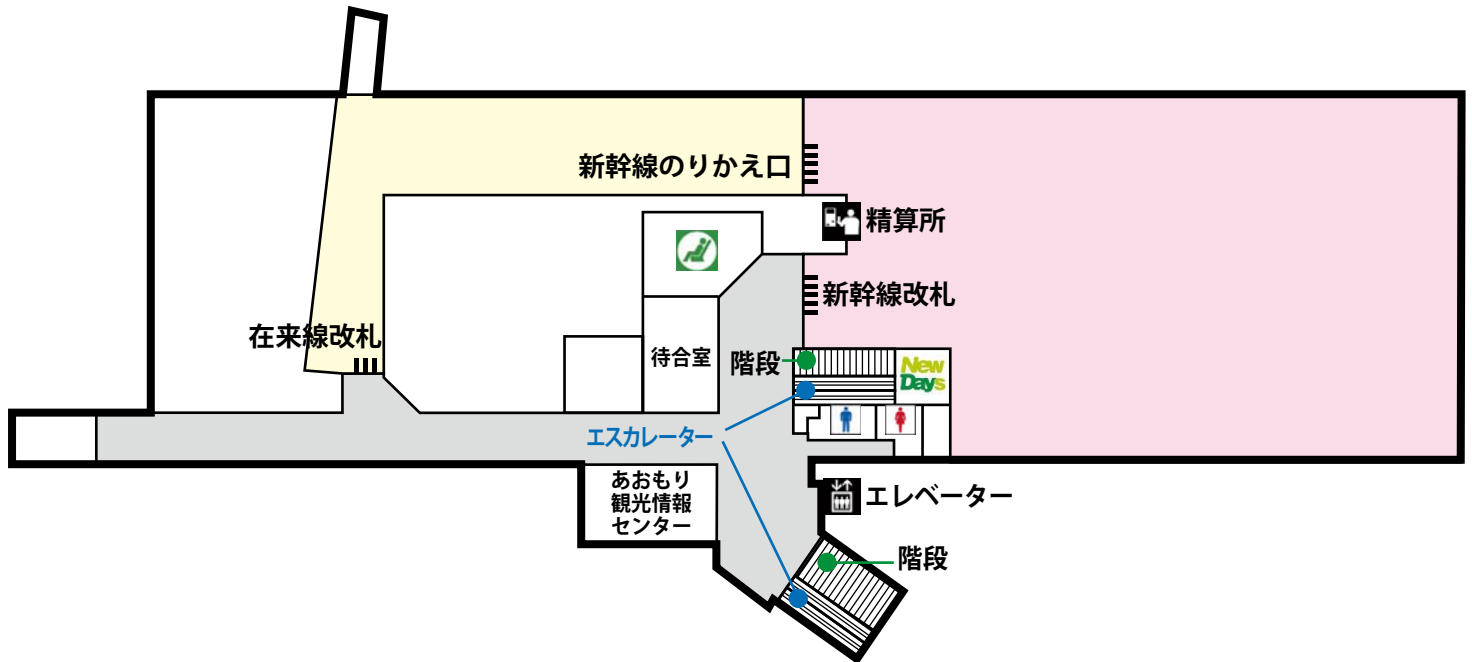 新幹線のりかえ口
精算所
新幹線改札
在来線改札
待合室
階段
New
Days
エスカレーター
あおもり
観光情報
センター
エレベーター
階段